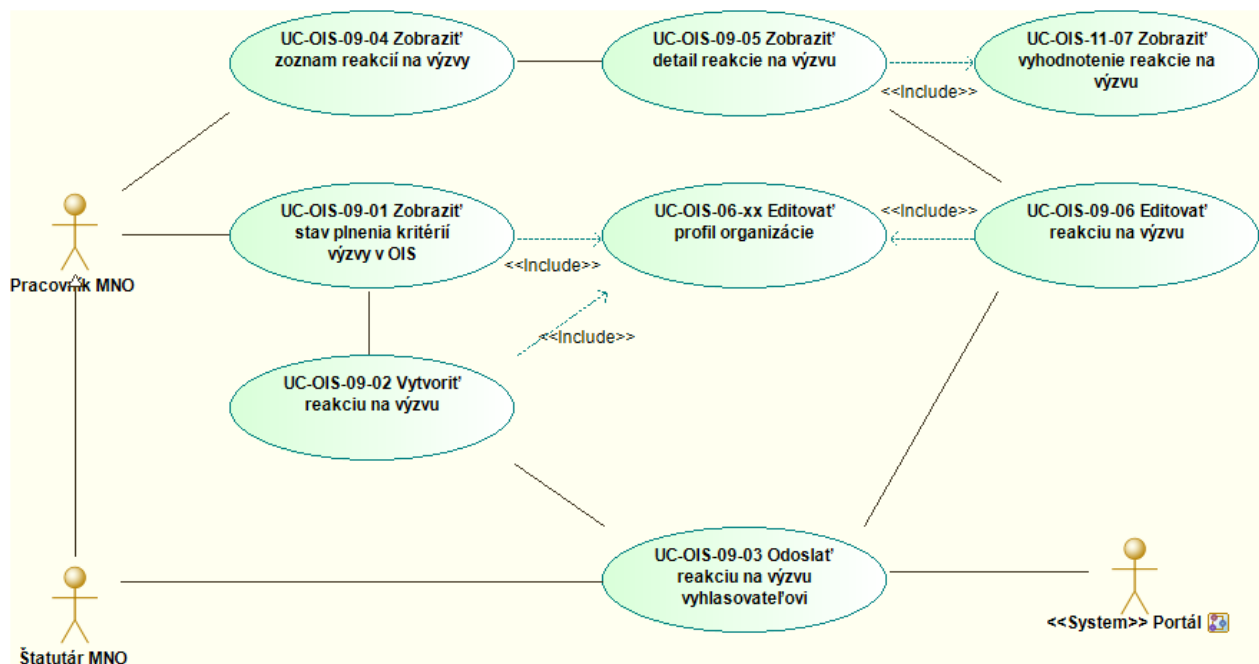 UC-OIS-09-04 Zobraziť
zoznam reakcií na výzvy
UC-OIS-09-05 Zobraziť
detail reakcie na výzvu
UC-OIS-11-07 Zobraziť
vyhodnotenie reakcie na
výzvu
<<Include>>
UC-OIS-09-01 Zobraziť
stav plnenia kritérií
výzvy v OIS
UC-OIS-06-xx Editovať
profil organizácie
<<Include>>
UC-OIS-09-06 Editovať
reakciu na výzvu
<<Include>>
Pracovník MNO
<<Include>>
UC-OIS-09-02 Vytvoriť
reakciu na výzvu
UC-OIS-09-03 Odoslať
reakciu na výzvu
vyhlasovateľovi
<<System>> Portál
Štatutár MNO